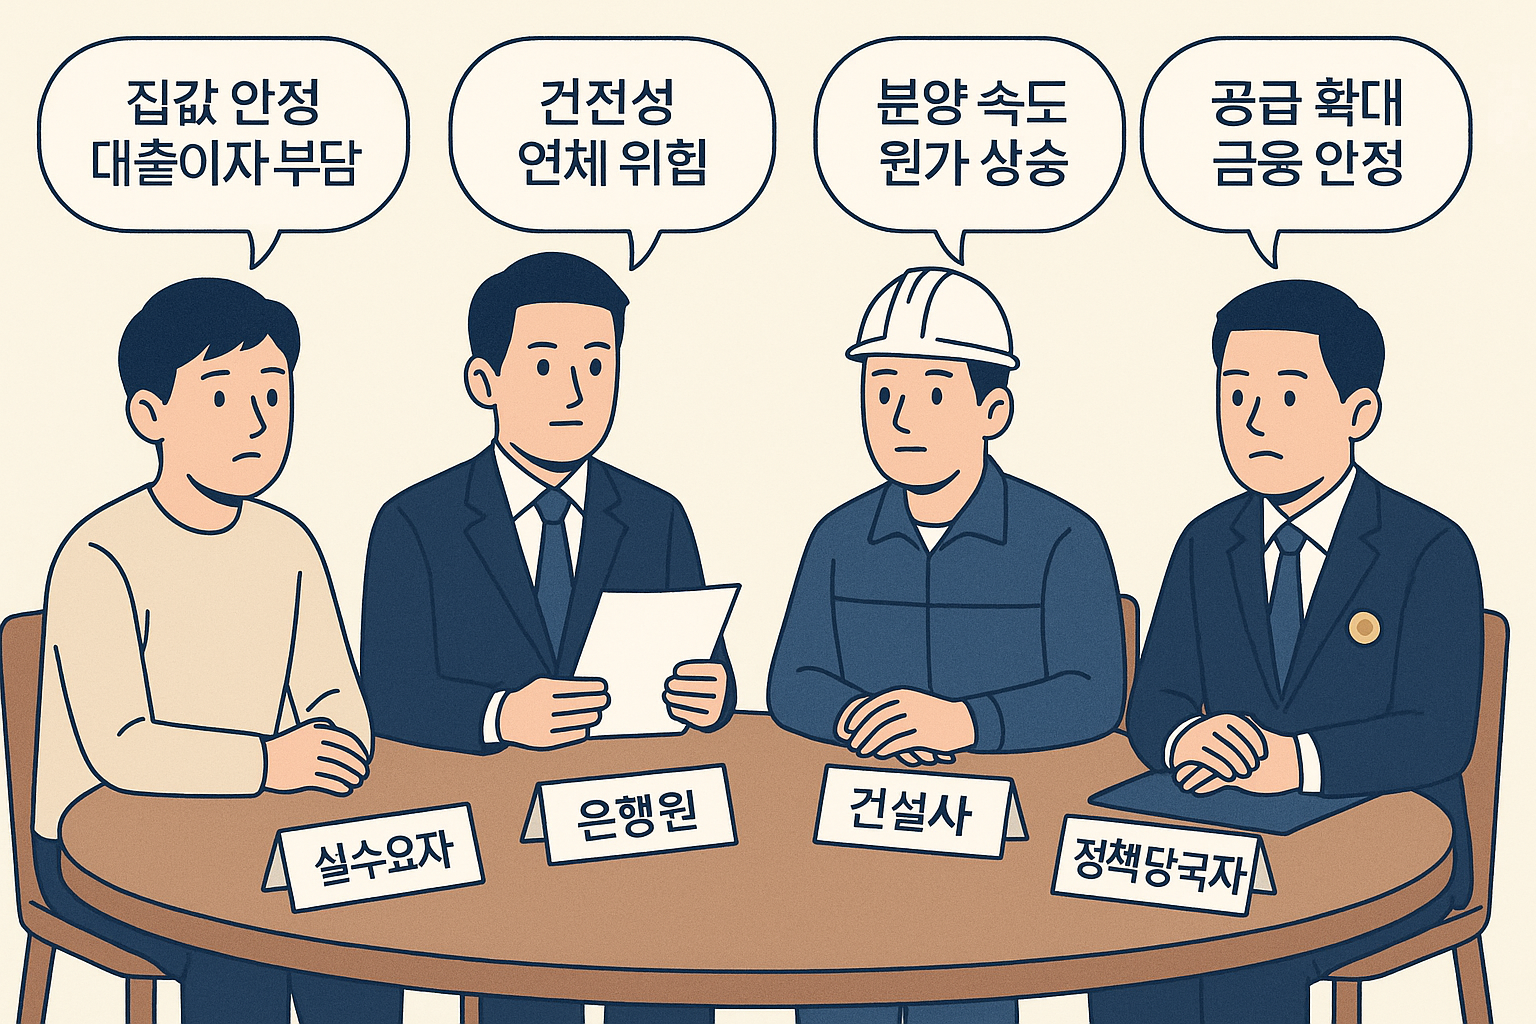 집값 안정
대출이자 부담
건전성
연체 위험
분양 속도
원가 상승
공급 확대
금융 안정
실수요자
은행원
건설사
정책당국자